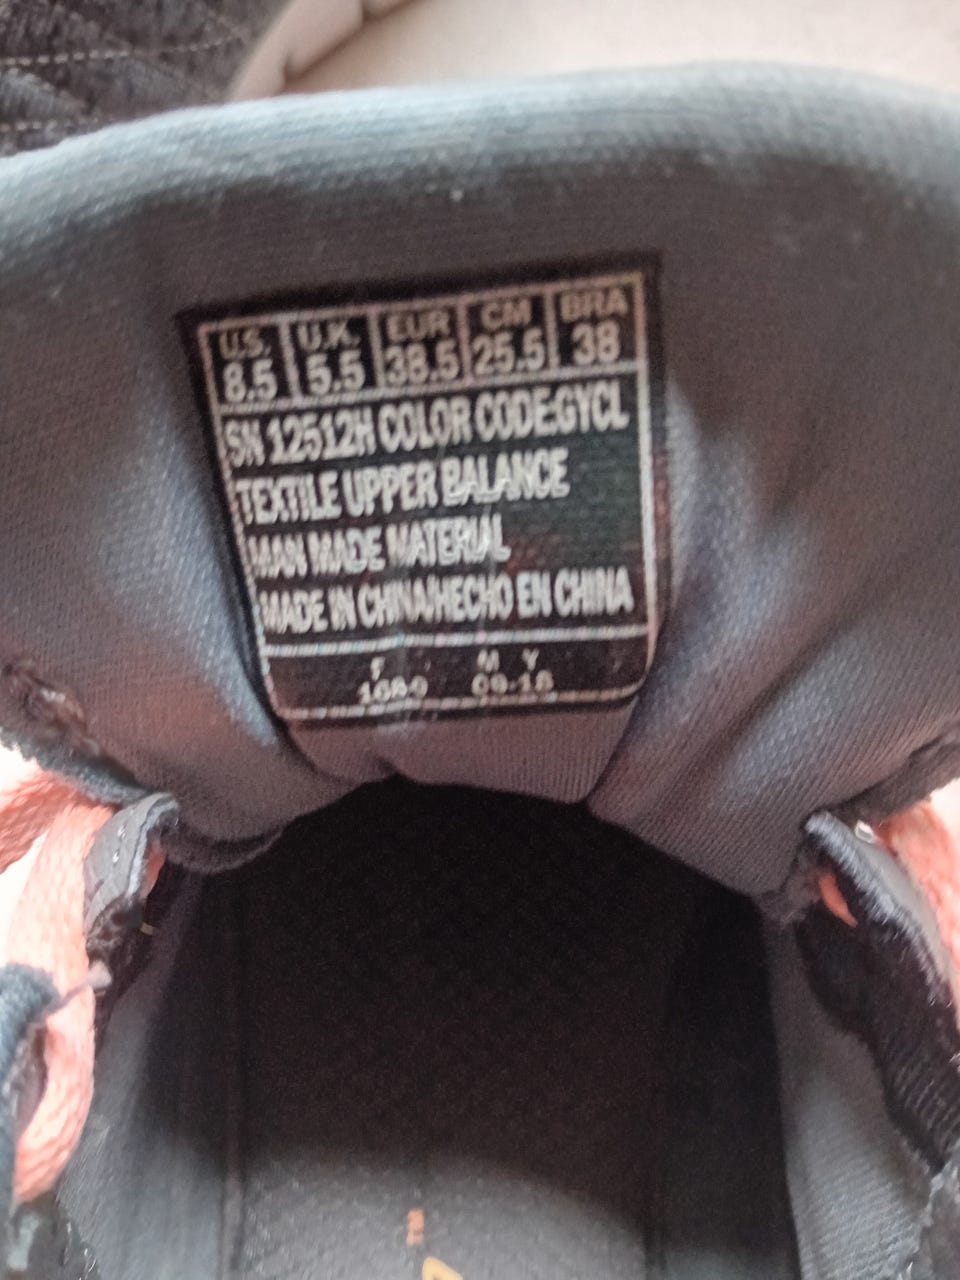 U.S. U.K. EUR CM BRA
8.5 5.5 38.5 25.5 38
SN 12512H COLOR CODE:GYCL
TEXTILE UPPER BALANCE
MAN MADE MATERIAL
MADE IN CHINA/HECHO EN CHINA
F M Y
TM